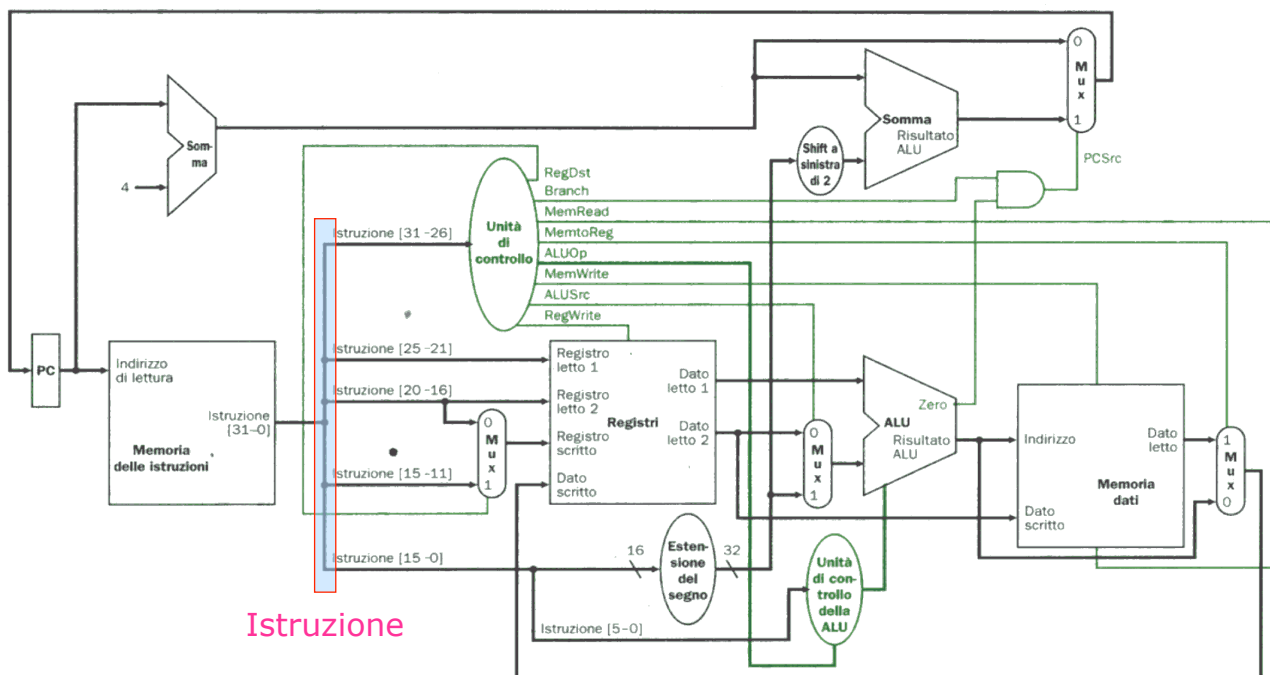 0
M
u
x
1
Som-
ma
4
Somma
Risultato
ALU
Shift a
sinistra
di 2
PCSrc
RegDst
Branch
MemRead
MemtoReg
ALUOp
MemWrite
ALUSrc
RegWrite
Unità
di
controllo
Istruzione [31-26]
Istruzione [25-21]
Istruzione [20-16]
Istruzione [15-11]
Istruzione [15-0]
Istruzione [5-0]
PC
Indirizzo
di lettura
Istruzione
[31-0]
Memoria
delle istruzioni
0
M
u
x
1
Registro
letto 1
Registro
letto 2
Registro
scritto
Dato
scritto
Registri
Dato
letto 1
Dato
letto 2
16
Esten-
sione
del
segno
32
0
M
u
x
1
Zero
ALU
Risultato
ALU
Unità
di con-
trollo
della
ALU
Indirizzo
Dato
letto
Memoria
dati
Dato
scritto
1
M
u
x
0
Istruzione